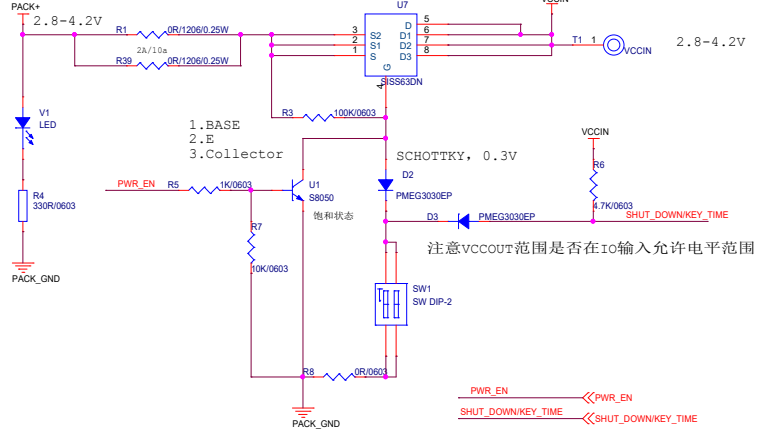 PACK+
2.8-4.2V
R1
0R/1206/0.25W
2A/10a
R39
0R/1206/0.25W
U7
3
2
1
S2
S1
S
G
4
D
D1
D2
D3
5
6
7
8
SISS63DN
VCCIN
T1
1
VCCIN
2.8-4.2V
R3
100K/0603
V1
LED
R4
330R/0603
PACK_GND
1.BASE
2.E
3.Collector
PWR_EN
R5
1K/0603
U1
S8050
饱和状态
R7
10K/0603
SCHOTTKY, 0.3V
D2
PMEG3030EP
D3
PMEG3030EP
VCCIN
R6
4.7K/0603
SHUT_DOWN/KEY_TIME
注意VCCOUT范围是否在IO输入允许电平范围
SW1
SW DIP-2
R8
0R/0603
PACK_GND
PWR_EN
PWR_EN
SHUT_DOWN/KEY_TIME
SHUT_DOWN/KEY_TIME